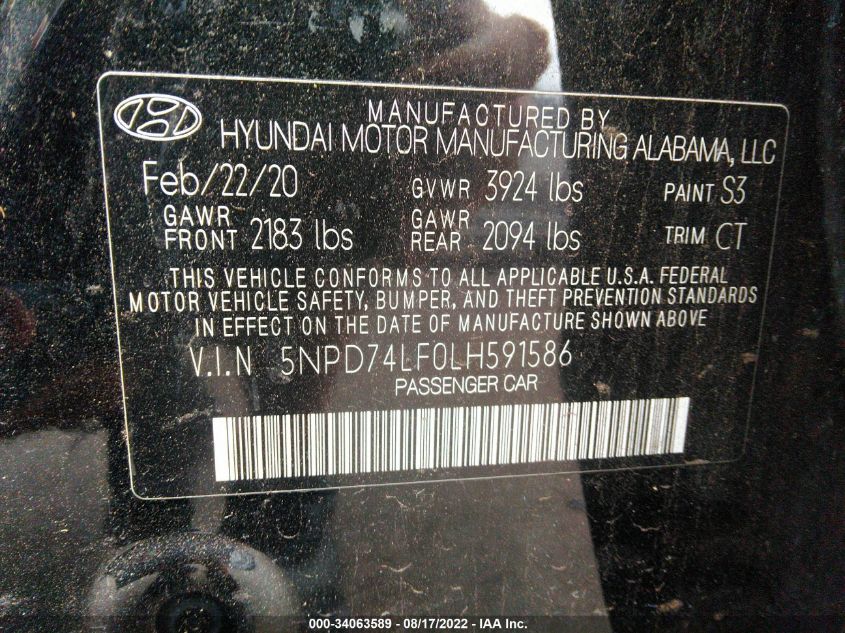 MANUFACTURED BY
HYUNDAI MOTOR MANUFACTURING ALABAMA, LLC
Feb/22/20 GVWR 3924 lbs PAINT S3
GAWR FRONT 2183 lbs GAWR REAR 2094 lbs TRIM CT
THIS VEHICLE CONFORMS TO ALL APPLICABLE U.S.A. FEDERAL
MOTOR VEHICLE SAFETY, BUMPER, AND THEFT PREVENTION STANDARDS
IN EFFECT ON THE DATE OF MANUFACTURE SHOWN ABOVE
V.I.N 5NPD74LF0LH591586
PASSENGER CAR
000-34063589 - 08/17/2022 - IAA Inc.